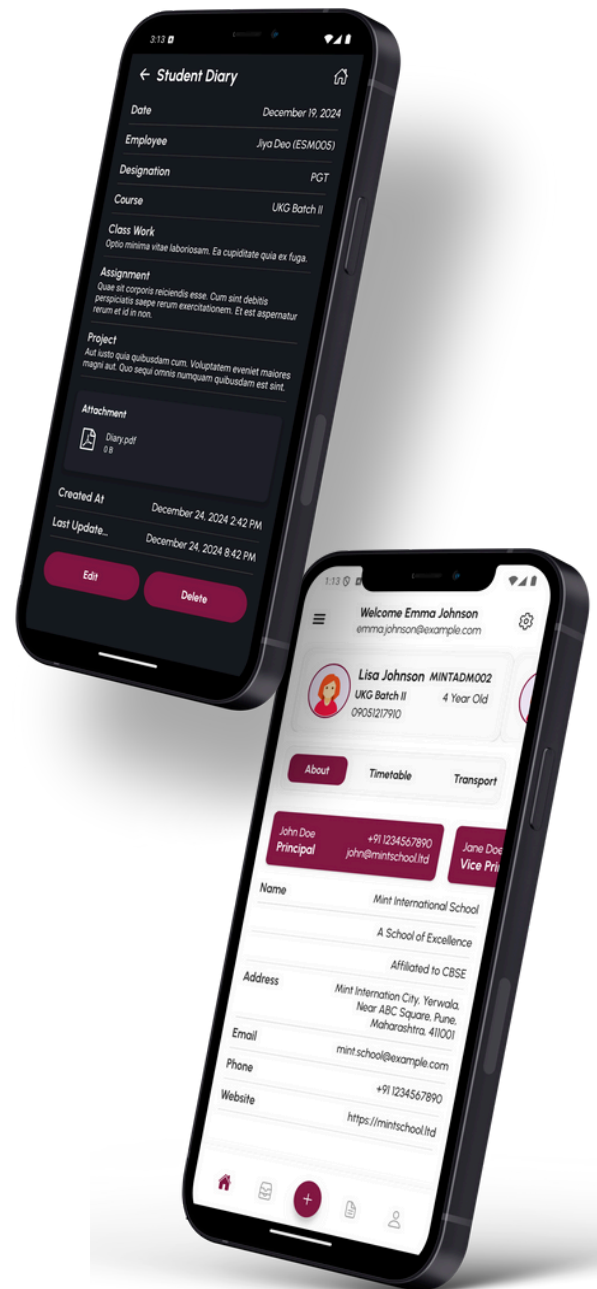 3:13
Student Diary
Date December 19, 2024
Employee Jiya Deo (ESM005)
Designation PGT
Course UKG Batch II
Class Work
Optio minima vitae laboriosam. Ea cupiditate quia ex fuga.
Assignment
Quae sit corporis reiciendis esse. Cum sint debitis
perspiciatis saepe rerum exercitationem. Et est aspernatur
rerum et id in non.
Project
Aut iusto quia quibusdam cum. Voluptatem eveniet maiores
magni aut. Quo sequi omnis numquam quibusdam est sint.
Attachment
Diary.pdf
0 B
Created At December 24, 2024 2:42 PM
Last Update... December 24, 2024 8:42 PM
Edit Delete
1:13
Welcome Emma Johnson
emma.johnson@example.com
Lisa Johnson MINTADM002
UKG Batch II 4 Year Old
09051217910
About Timetable Transport
John Doe +91 1234567890
Principal john@mintschool.ltd
Jane Doe
Vice Pri
Name Mint International School
A School of Excellence
Affiliated to CBSE
Address Mint Internation City, Yerwala,
Near ABC Square, Pune,
Maharashtra, 411001
Email mint.school@example.com
Phone +91 1234567890
Website https://mintschool.ltd